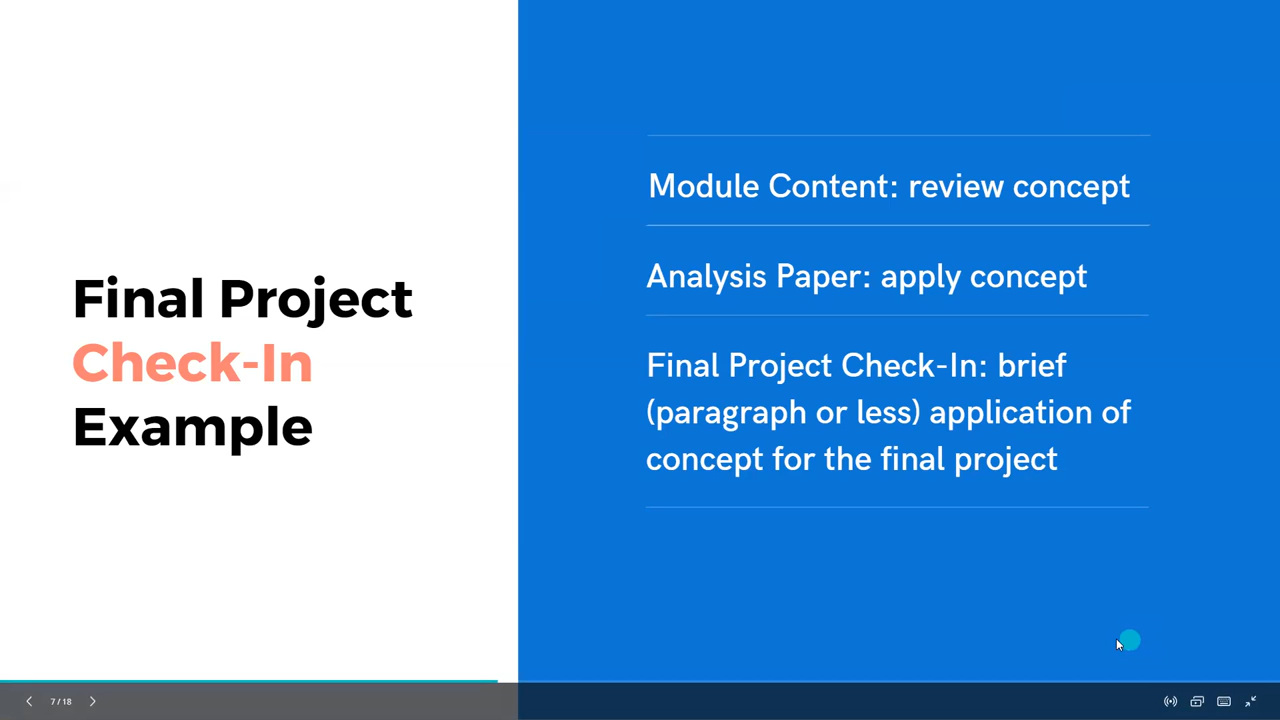 Final Project
Check-In
Example
Module Content: review concept
Analysis Paper: apply concept
Final Project Check-In: brief
(paragraph or less) application of
concept for the final project
7 / 18